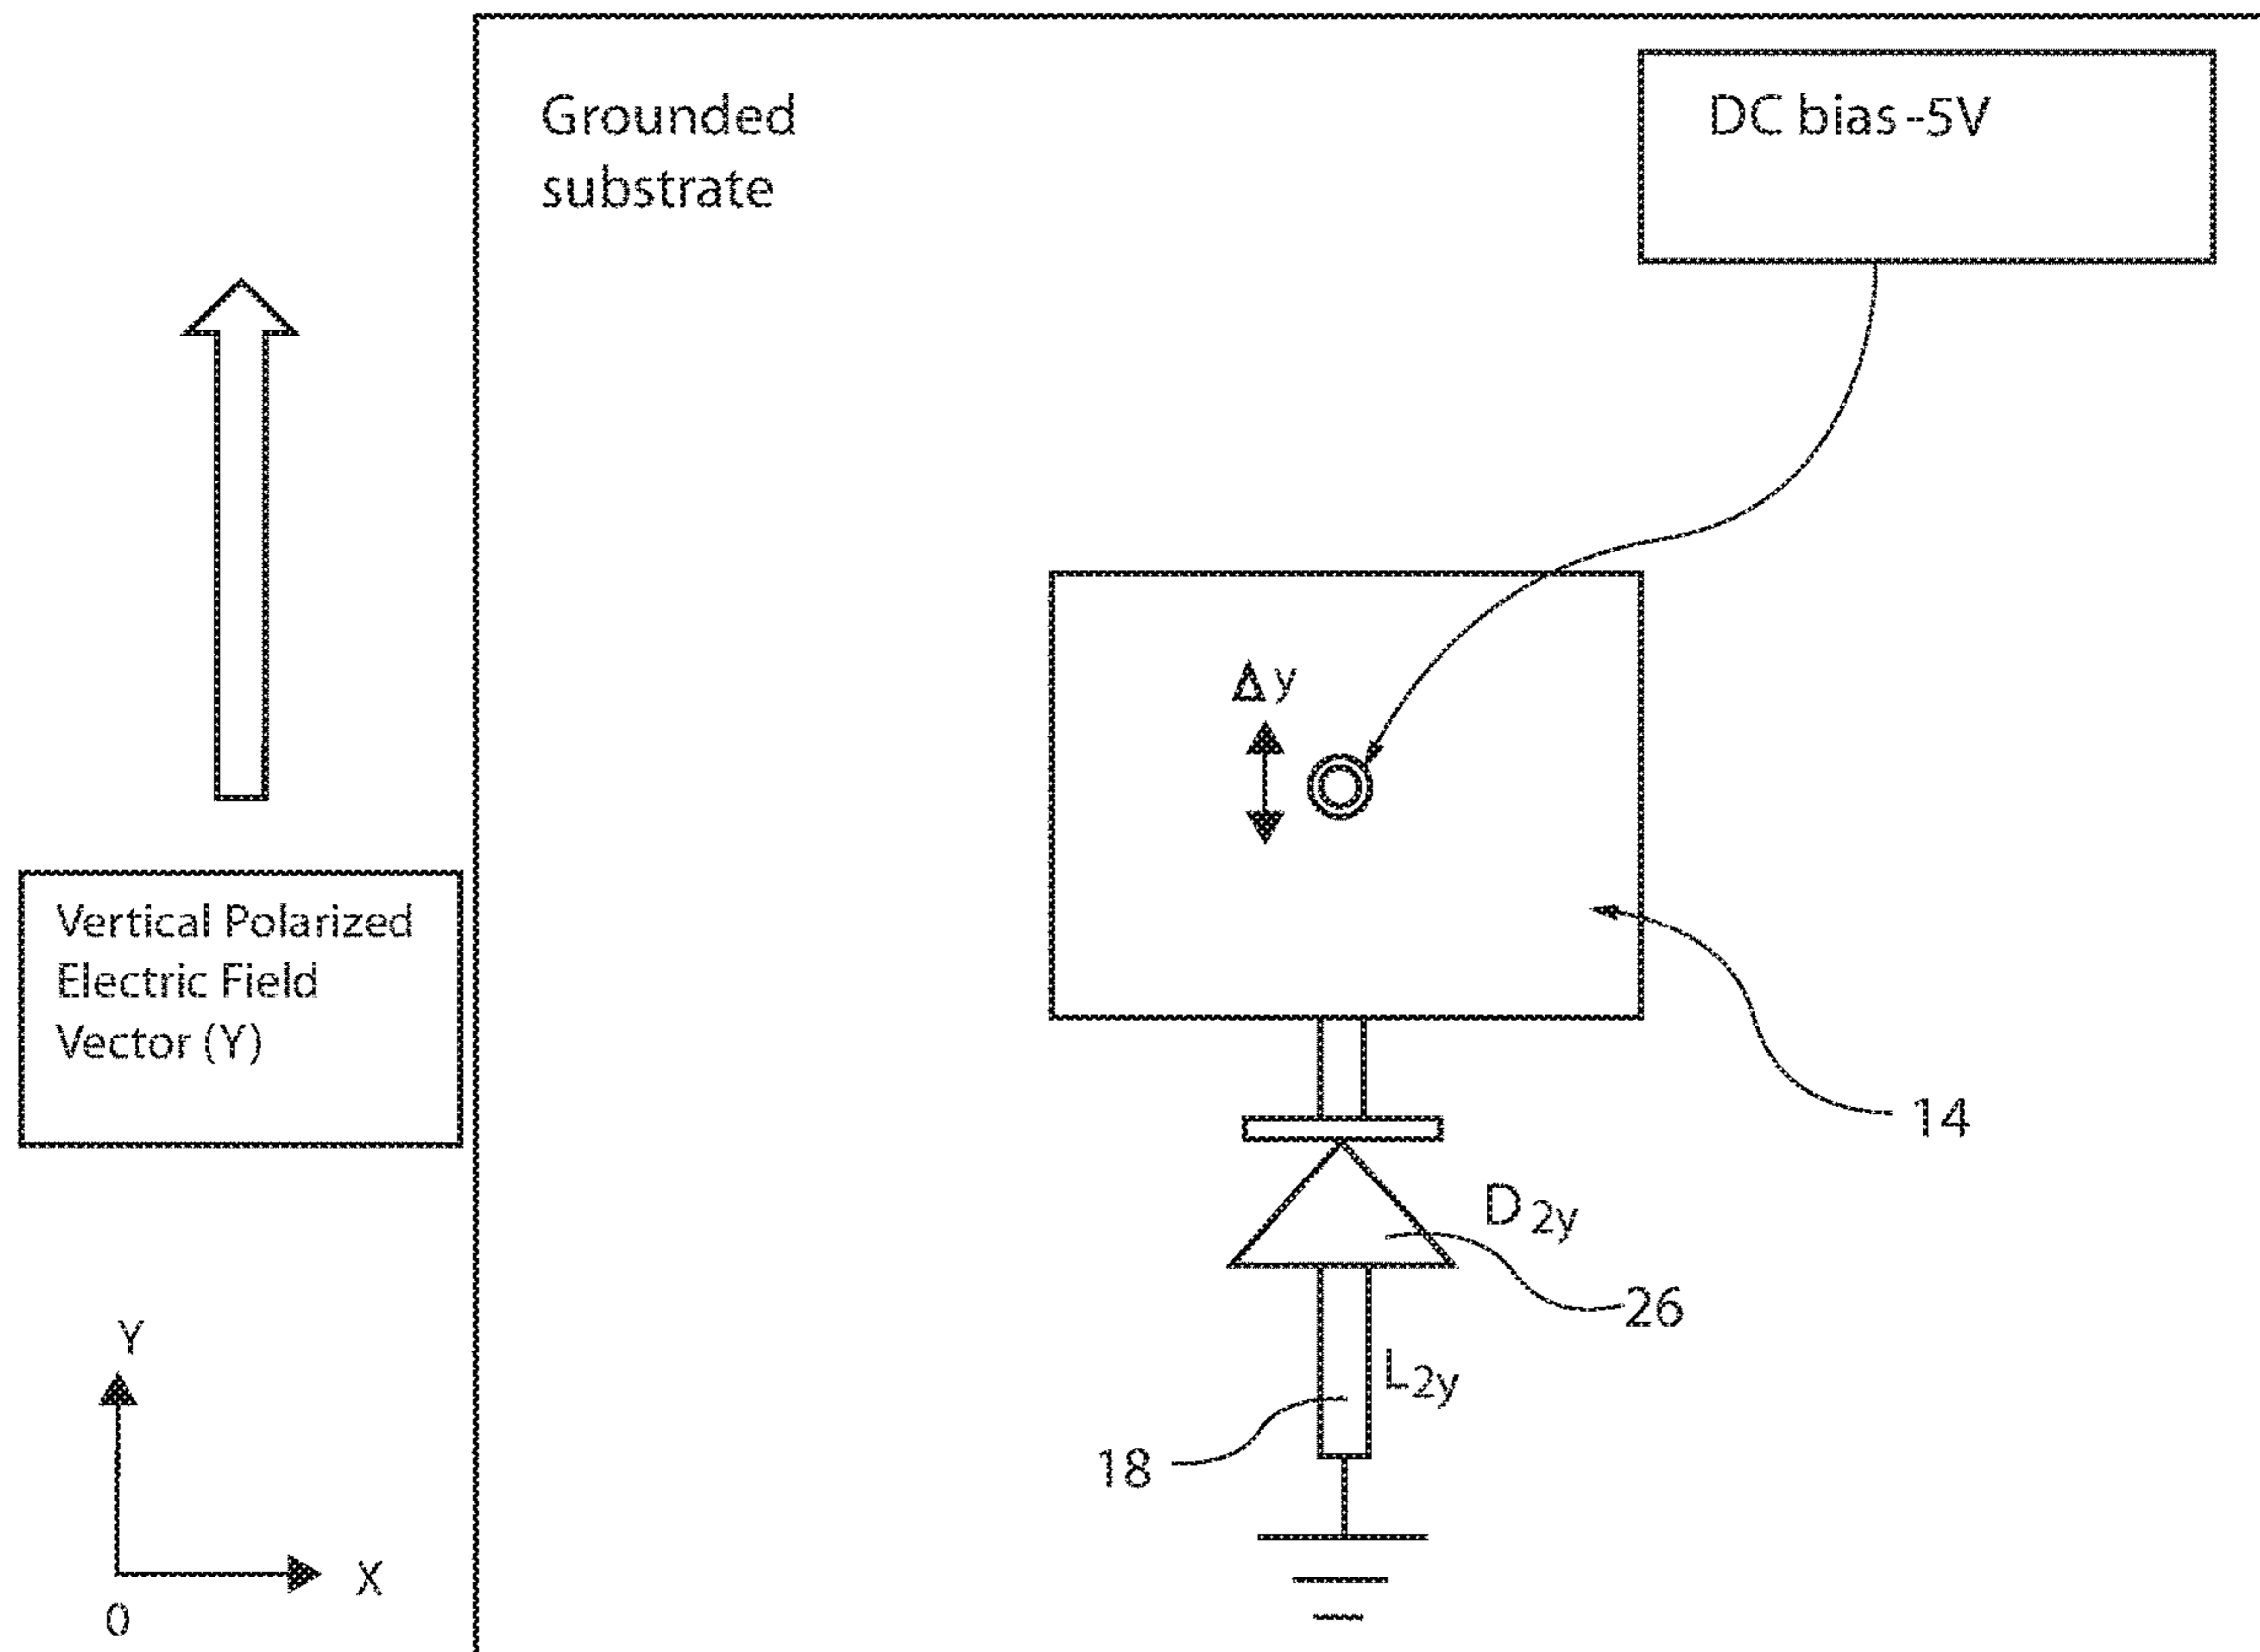 Grounded
substrate
DC bias -5V
Δy
Vertical Polarized
Electric Field
Vector (Y)
14
D2y
26
L2y
18
Y
X
0